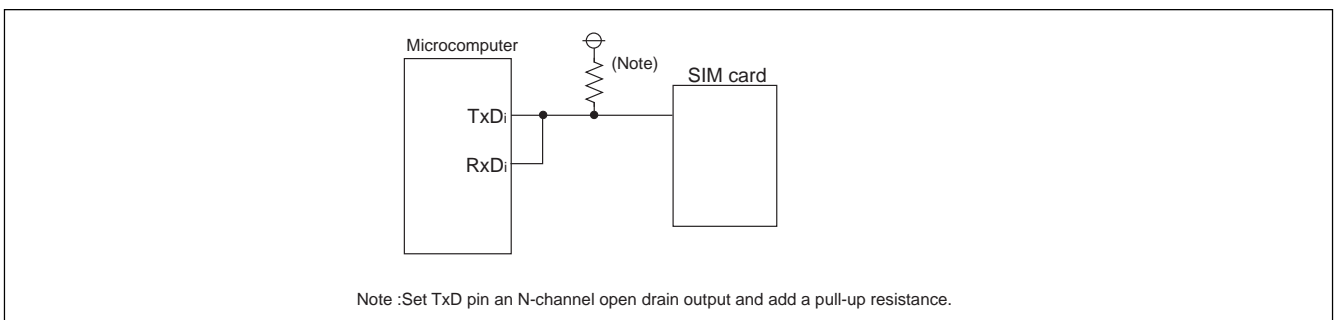 Microcomputer
(Note)
SIM card
TxDi
RxDi
Note :Set TxD pin an N-channel open drain output and add a pull-up resistance.